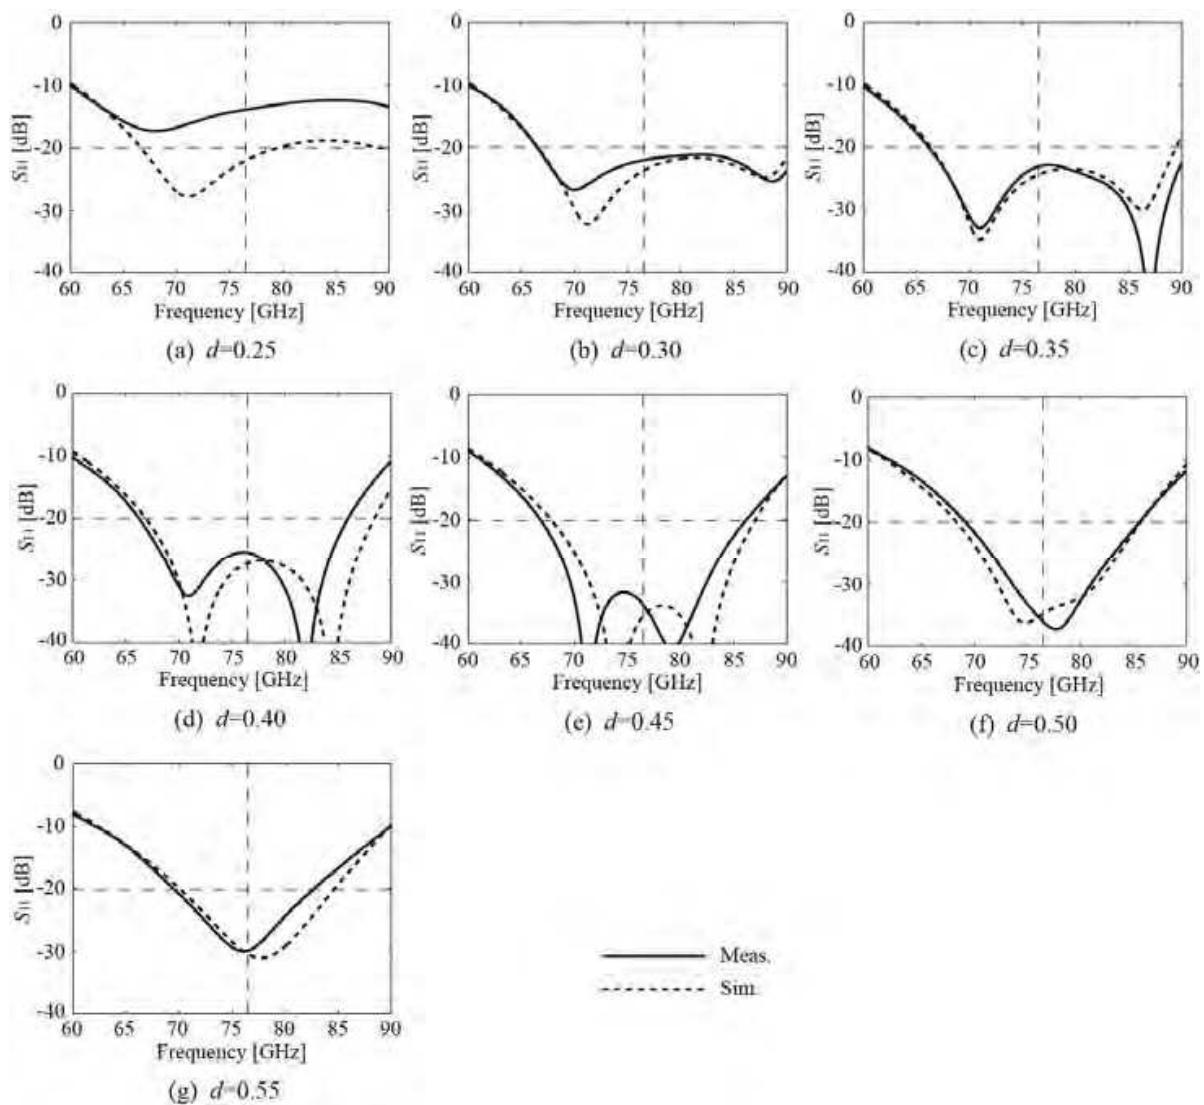 0
-10
-20
-30
-40
S11 [dB]
60 65 70 75 80 85 90
Frequency [GHz]
(a) d=0.25
0
-10
-20
-30
-40
S11 [dB]
60 65 70 75 80 85 90
Frequency [GHz]
(b) d=0.30
0
-10
-20
-30
-40
S11 [dB]
60 65 70 75 80 85 90
Frequency [GHz]
(c) d=0.35
0
-10
-20
-30
-40
S11 [dB]
60 65 70 75 80 85 90
Frequency [GHz]
(d) d=0.40
0
-10
-20
-30
-40
S11 [dB]
60 65 70 75 80 85 90
Frequency [GHz]
(e) d=0.45
0
-10
-20
-30
-40
S11 [dB]
60 65 70 75 80 85 90
Frequency [GHz]
(f) d=0.50
0
-10
-20
-30
-40
S11 [dB]
60 65 70 75 80 85 90
Frequency [GHz]
(g) d=0.55
Meas.
Sim.